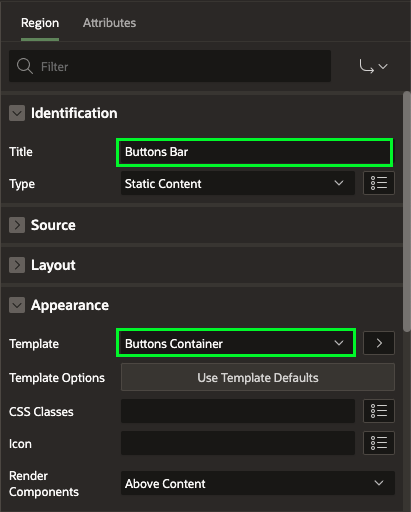 Region Attributes
Filter
Identification
Title Buttons Bar
Type Static Content
Source
Layout
Appearance
Template Buttons Container
Template Options Use Template Defaults
CSS Classes
Icon
Render
Components Above Content